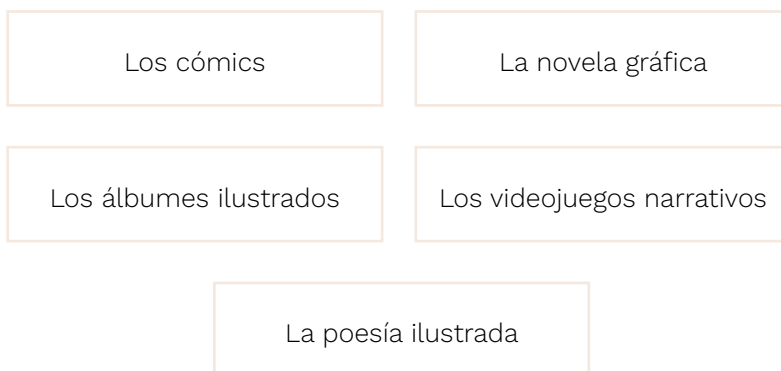 Los cómics
La novela gráfica
Los álbumes ilustrados
Los videojuegos narrativos
La poesía ilustrada